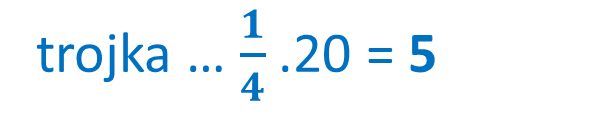 trojka ... 1/4 .20 = 5